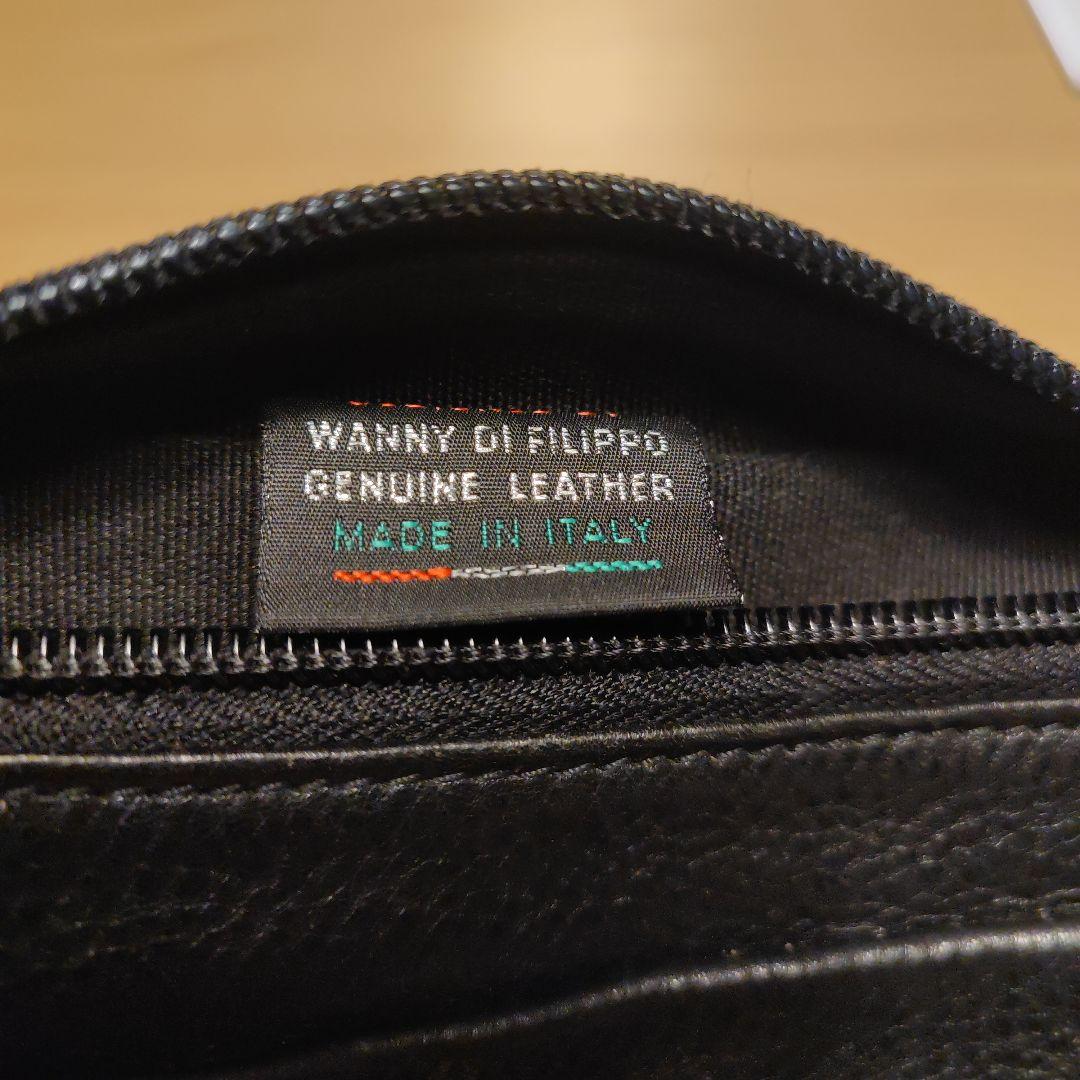 WANNY DI FILIPPO
GENUINE LEATHER
MADE IN ITALY